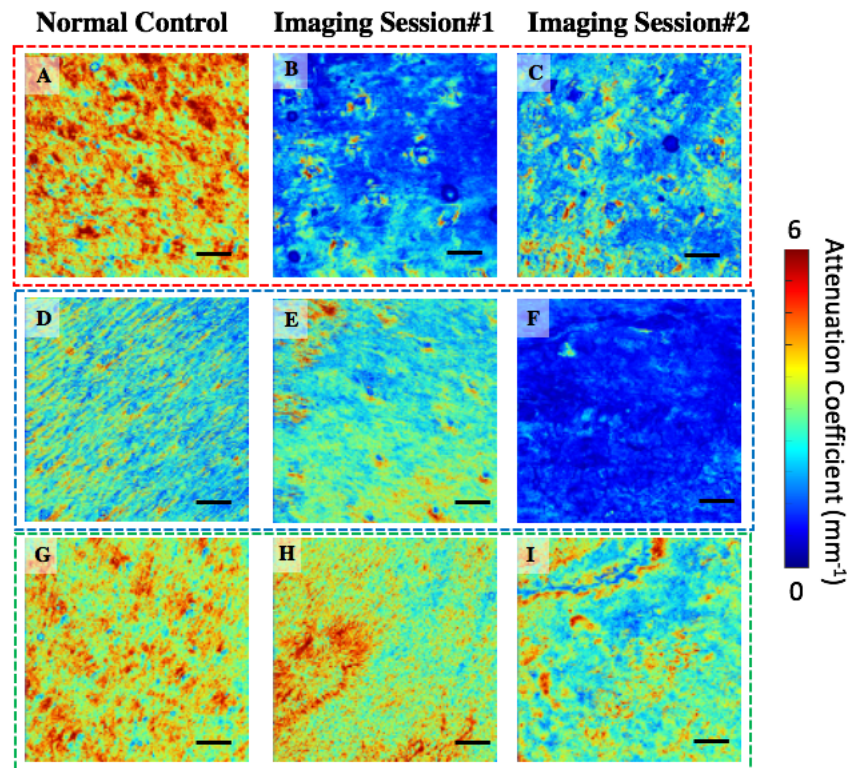 Normal Control Imaging Session#1 Imaging Session#2
A B C
D E F
G H I
6
Attenuation Coefficient (mm⁻¹)
0